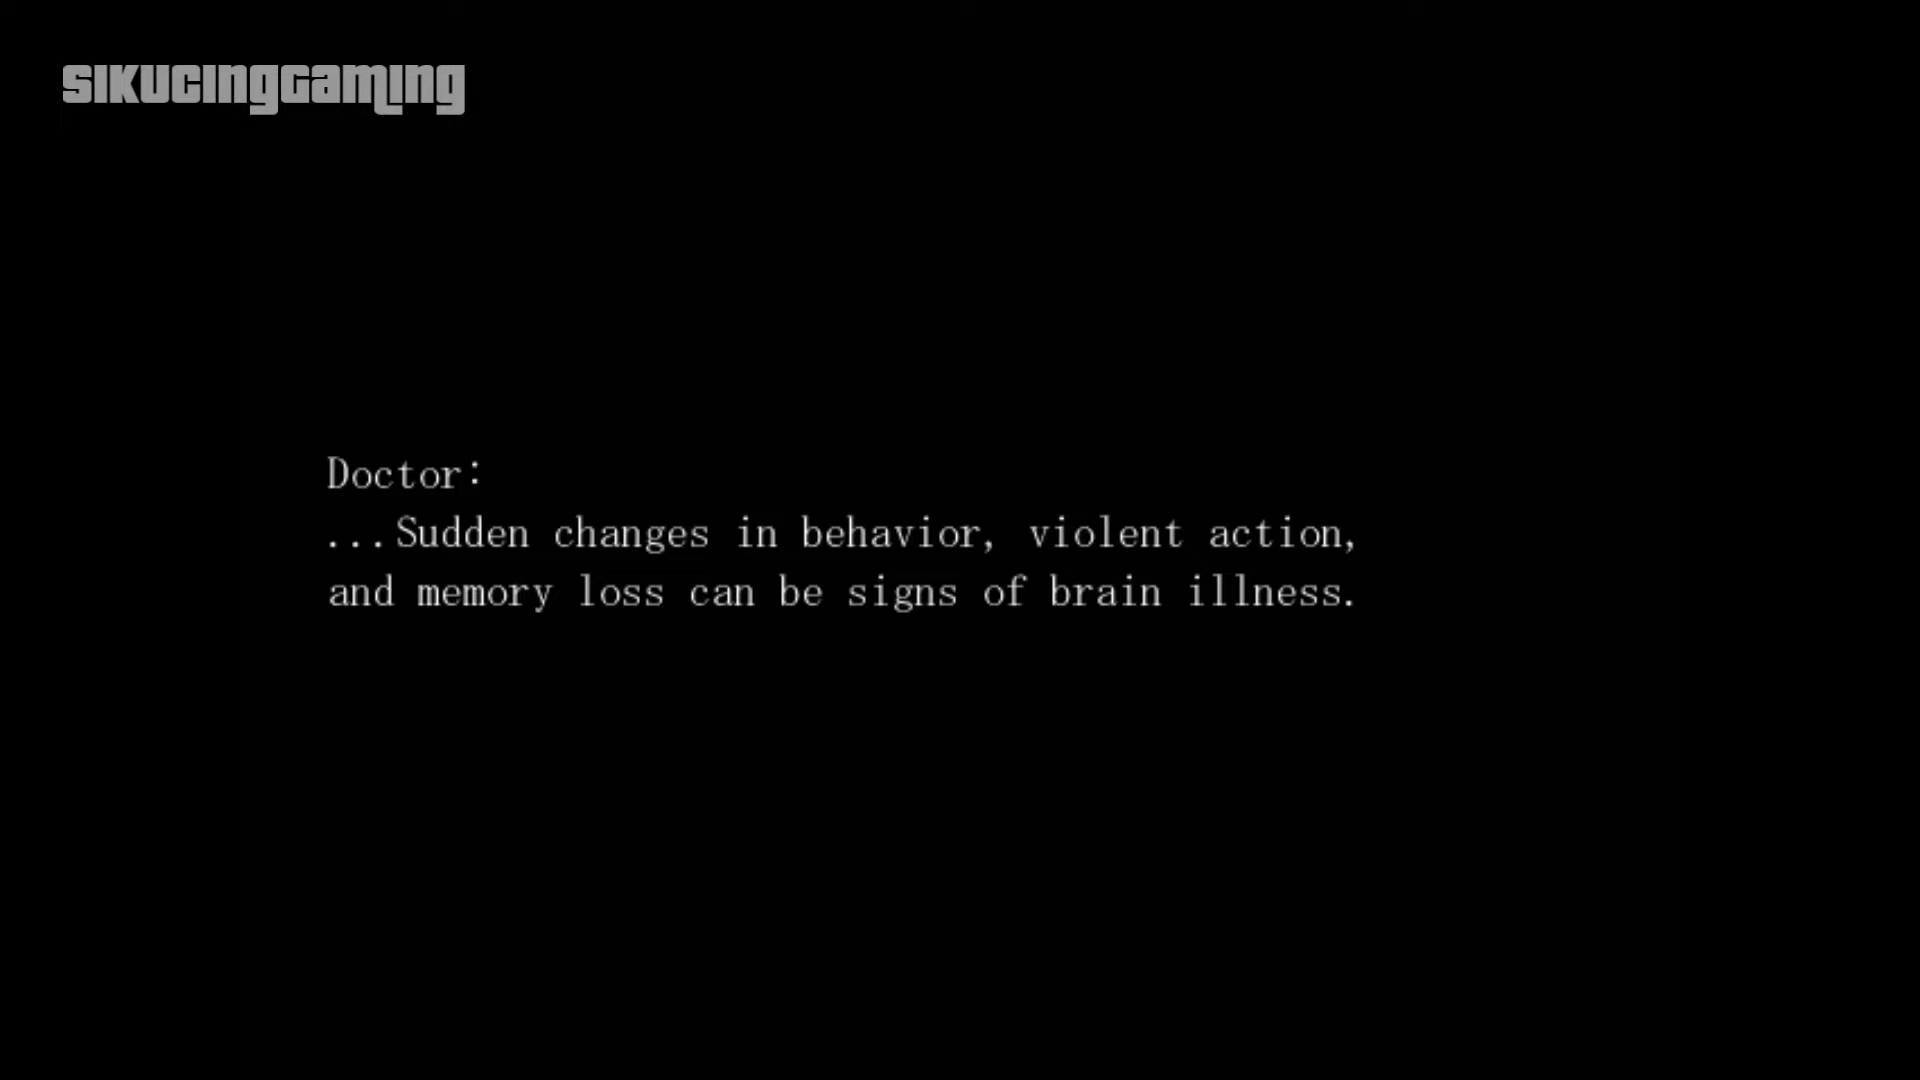 SIKUCINGGAMING
Doctor:
...Sudden changes in behavior, violent action,
and memory loss can be signs of brain illness.